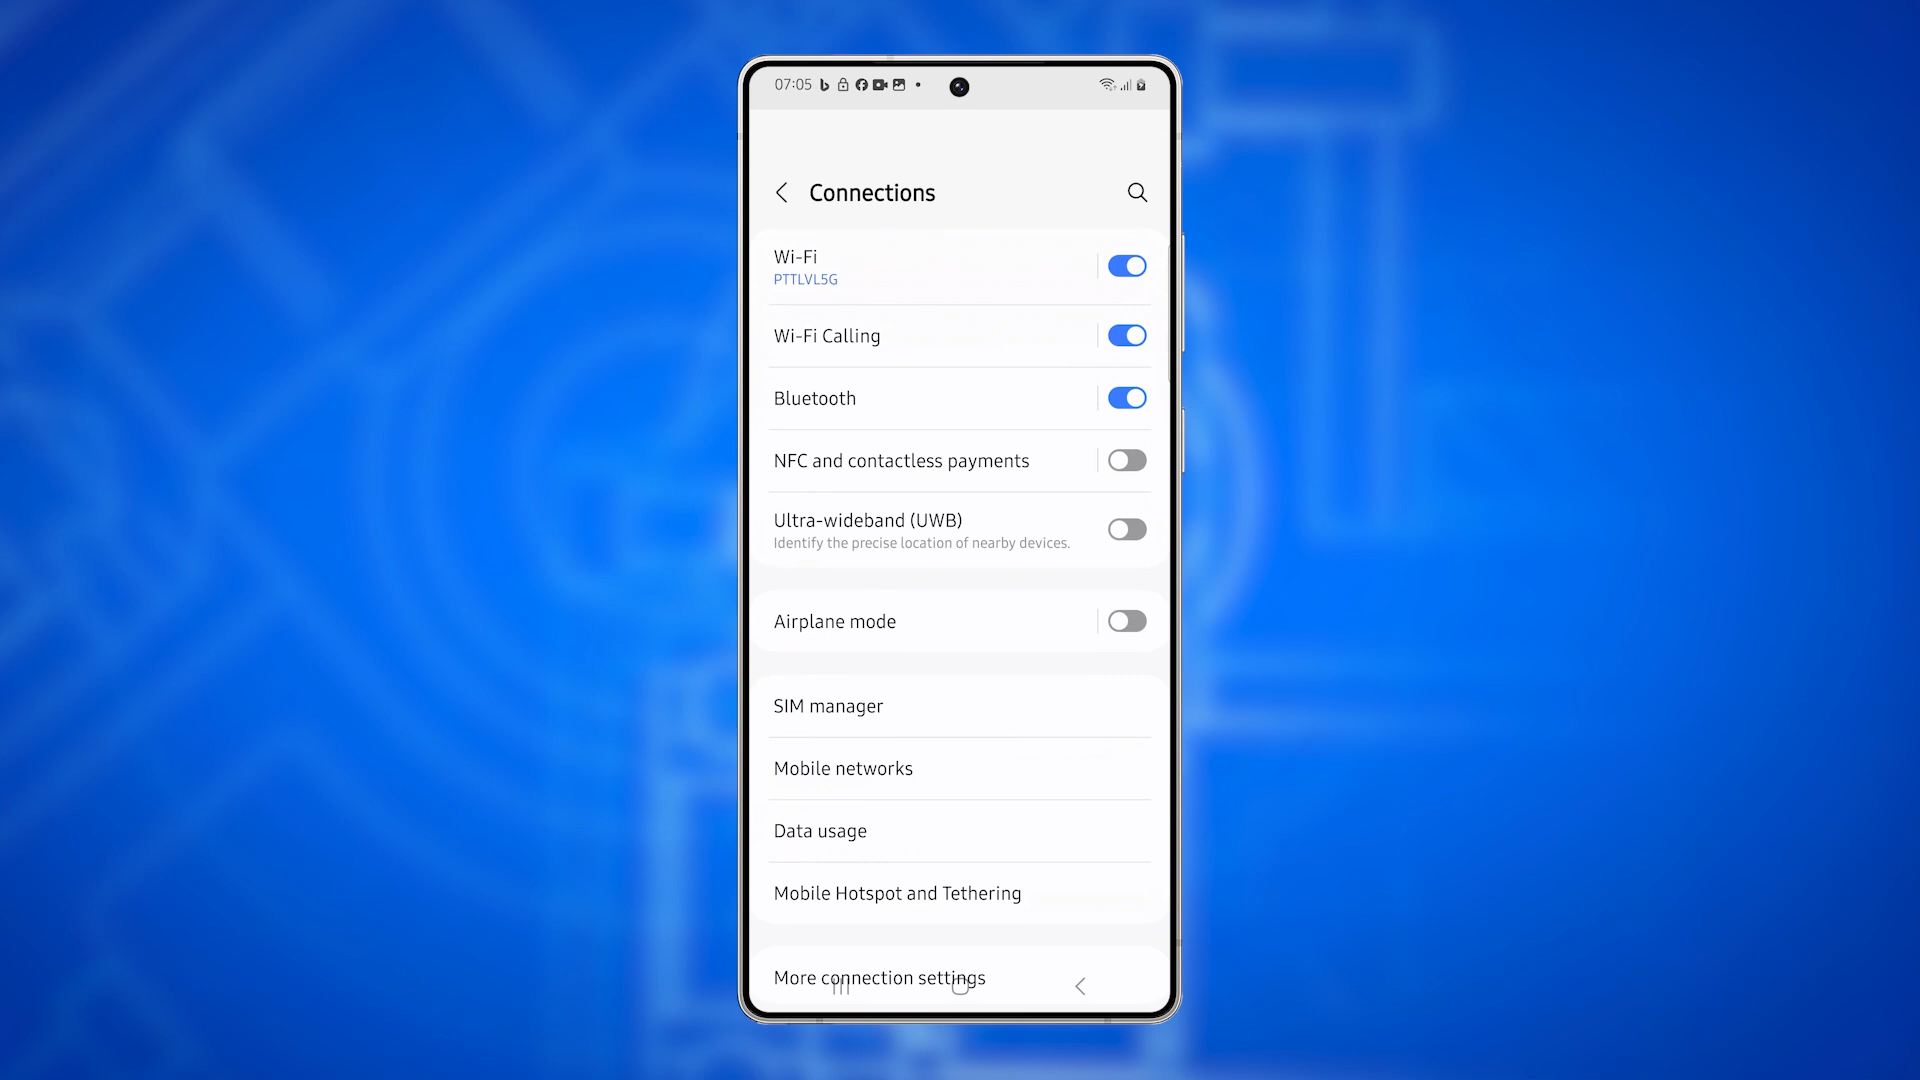 07:05
Connections
Wi-Fi
PTTLVL5G
Wi-Fi Calling
Bluetooth
NFC and contactless payments
Ultra-wideband (UWB)
Identify the precise location of nearby devices.
Airplane mode
SIM manager
Mobile networks
Data usage
Mobile Hotspot and Tethering
More connection settings